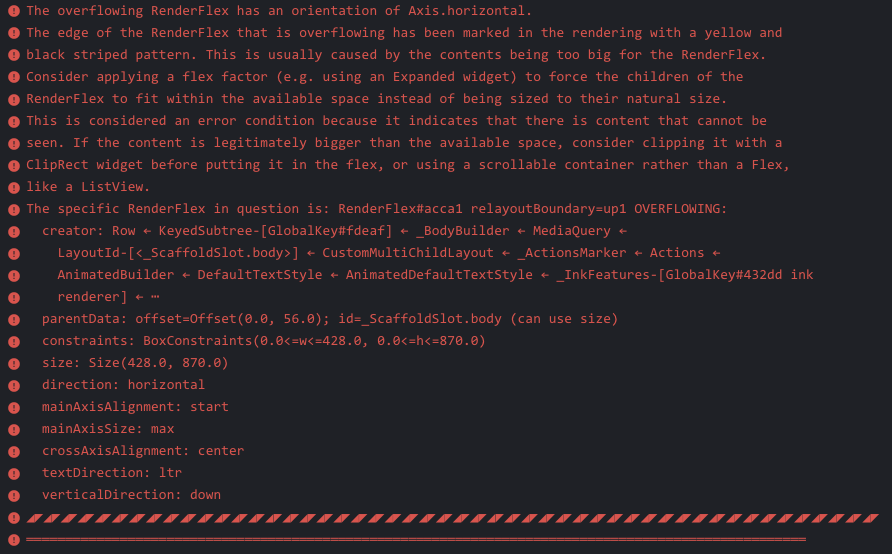 The overflowing RenderFlex has an orientation of Axis.horizontal.
The edge of the RenderFlex that is overflowing has been marked in the rendering with a yellow and
black striped pattern. This is usually caused by the contents being too big for the RenderFlex.
Consider applying a flex factor (e.g. using an Expanded widget) to force the children of the
RenderFlex to fit within the available space instead of being sized to their natural size.
This is considered an error condition because it indicates that there is content that cannot be
seen. If the content is legitimately bigger than the available space, consider clipping it with a
ClipRect widget before putting it in the flex, or using a scrollable container rather than a Flex,
like a ListView.
The specific RenderFlex in question is: RenderFlex#acca1 relayoutBoundary=up1 OVERFLOWING:
  creator: Row ← KeyedSubtree-[GlobalKey#fdeaf] ← _BodyBuilder ← MediaQuery ←
    LayoutId-[<_ScaffoldSlot.body>] ← CustomMultiChildLayout ← _ActionsMarker ← Actions ←
    AnimatedBuilder ← DefaultTextStyle ← AnimatedDefaultTextStyle ← _InkFeatures-[GlobalKey#432dd ink
    renderer] ← ⋯
  parentData: offset=Offset(0.0, 56.0); id=_ScaffoldSlot.body (can use size)
  constraints: BoxConstraints(0.0<=w<=428.0, 0.0<=h<=870.0)
  size: Size(428.0, 870.0)
  direction: horizontal
  mainAxisAlignment: start
  mainAxisSize: max
  crossAxisAlignment: center
  textDirection: ltr
  verticalDirection: down